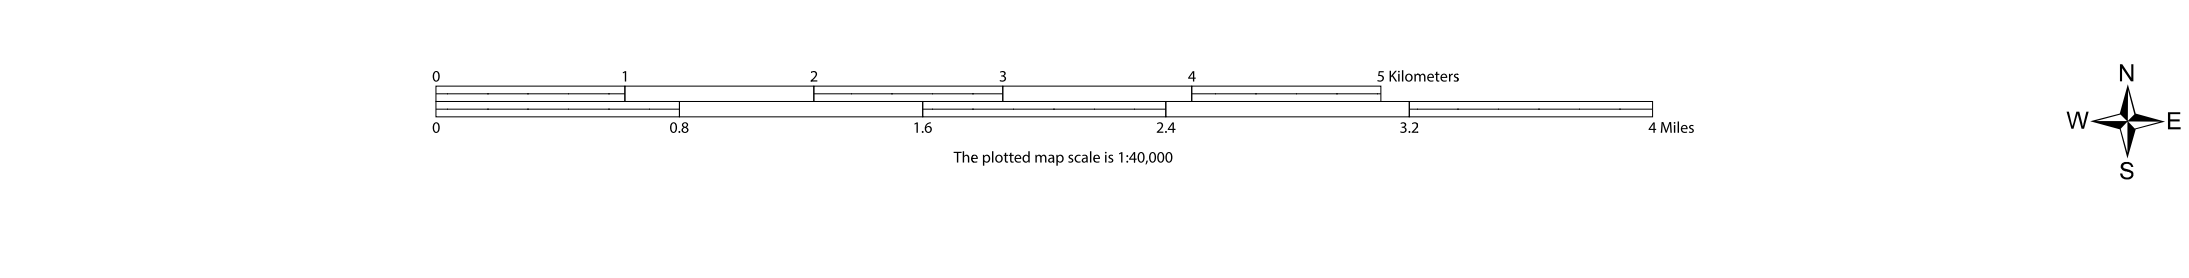 0 1 2 3 4 5 Kilometers
0 0.8 1.6 2.4 3.2 4 Miles
The plotted map scale is 1:40,000
N
W E
S